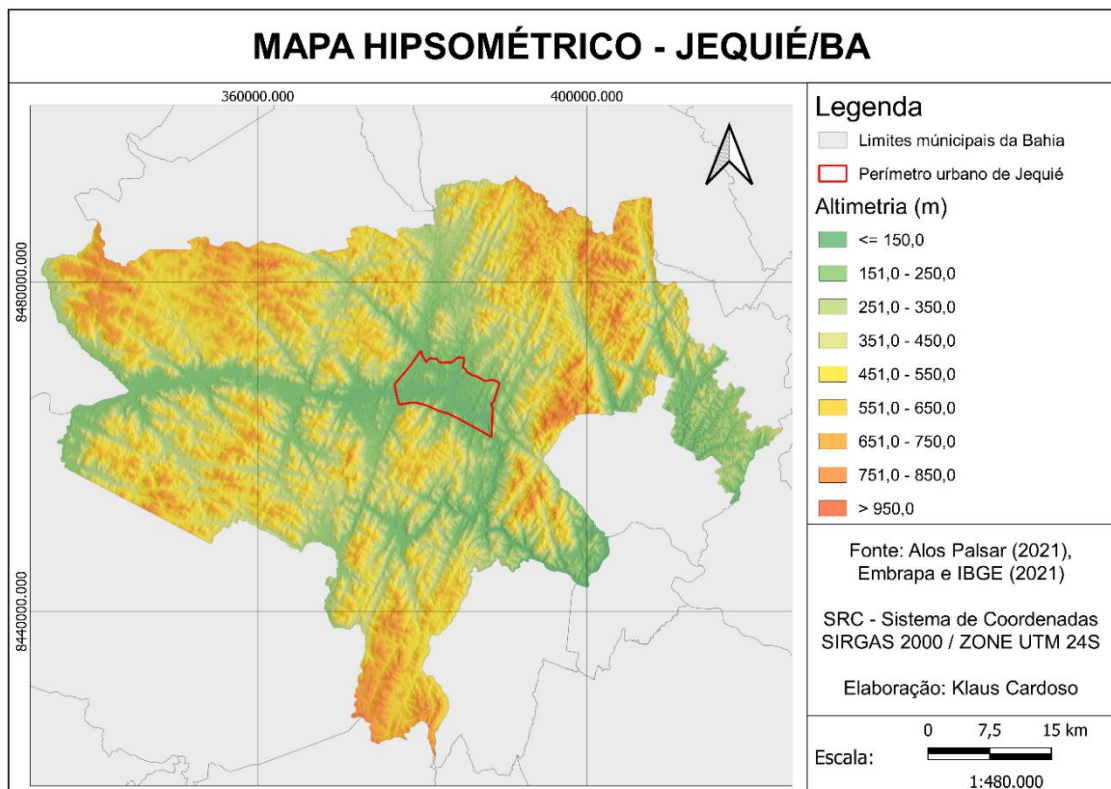 MAPA HIPSOMÉTRICO - JEQUIÉ/BA
360000.000
400000.000
8480000.000
8440000.000
Legenda
Limites múnicipais da Bahia
Perímetro urbano de Jequié
Altimetria (m)
<= 150,0
151,0 - 250,0
251,0 - 350,0
351,0 - 450,0
451,0 - 550,0
551,0 - 650,0
651,0 - 750,0
751,0 - 850,0
> 950,0
Fonte: Alos Palsar (2021),
Embrapa e IBGE (2021)
SRC - Sistema de Coordenadas
SIRGAS 2000 / ZONE UTM 24S
Elaboração: Klaus Cardoso
0 7,5 15 km
Escala:
1:480.000